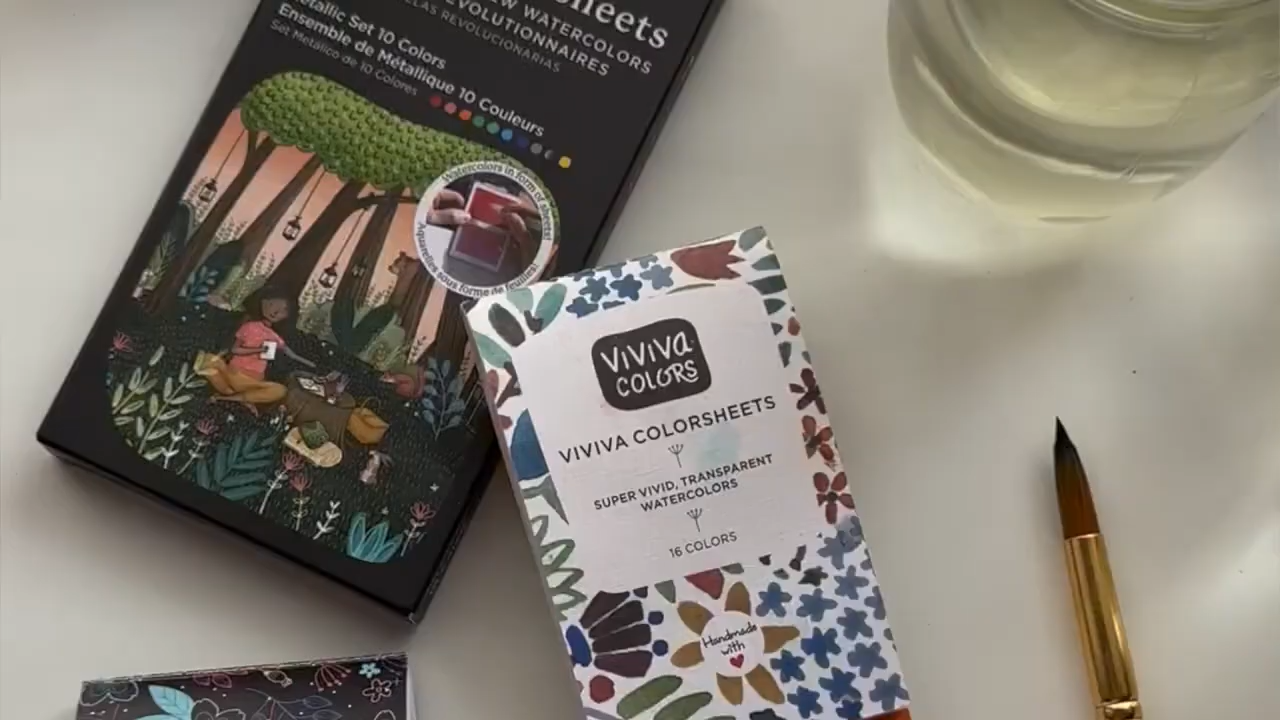 sheets
WATERCOLORS
EVOLUTIONNAIRES
ELAS REVOLUCIONARIAS
etallic Set 10 Colors
Ensemble de Métallique 10 Couleurs
Set Metálico de 10 Colores
Watercolors in form of sheets!
Aquarelles sous forme de feuilles!
VIVIVA
COLORS
VIVIVA COLORSHEETS
SUPER VIVID, TRANSPARENT
WATERCOLORS
16 COLORS
Handmade
with